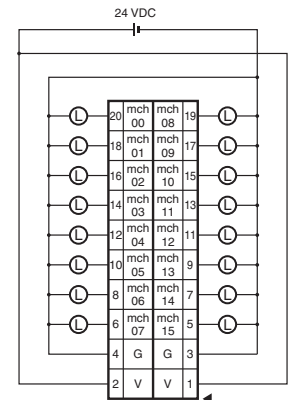 24 VDC
L 20 mch 00 mch 08 19 L
L 18 mch 01 mch 09 17 L
L 16 mch 02 mch 10 15 L
L 14 mch 03 mch 11 13 L
L 12 mch 04 mch 12 11 L
L 10 mch 05 mch 13 9 L
L 8 mch 06 mch 14 7 L
L 6 mch 07 mch 15 5 L
4 G G 3
2 V V 1